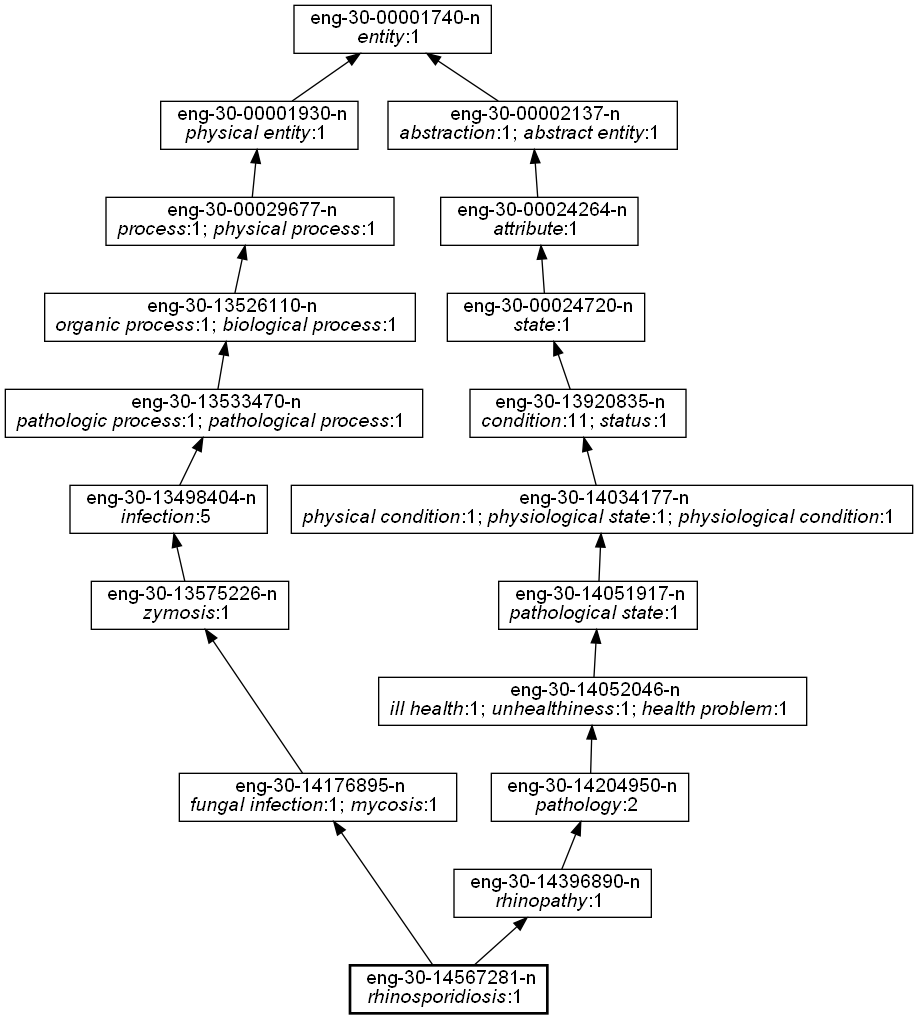 eng-30-00001740-n
entity:1
eng-30-00001930-n
physical entity:1
eng-30-00002137-n
abstraction:1; abstract entity:1
eng-30-00029677-n
process:1; physical process:1
eng-30-00024264-n
attribute:1
eng-30-13526110-n
organic process:1; biological process:1
eng-30-00024720-n
state:1
eng-30-13533470-n
pathologic process:1; pathological process:1
eng-30-13920835-n
condition:11; status:1
eng-30-13498404-n
infection:5
eng-30-14034177-n
physical condition:1; physiological state:1; physiological condition:1
eng-30-13575226-n
zymosis:1
eng-30-14051917-n
pathological state:1
eng-30-14052046-n
ill health:1; unhealthiness:1; health problem:1
eng-30-14176895-n
fungal infection:1; mycosis:1
eng-30-14204950-n
pathology:2
eng-30-14396890-n
rhinopathy:1
eng-30-14567281-n
rhinosporidiosis:1